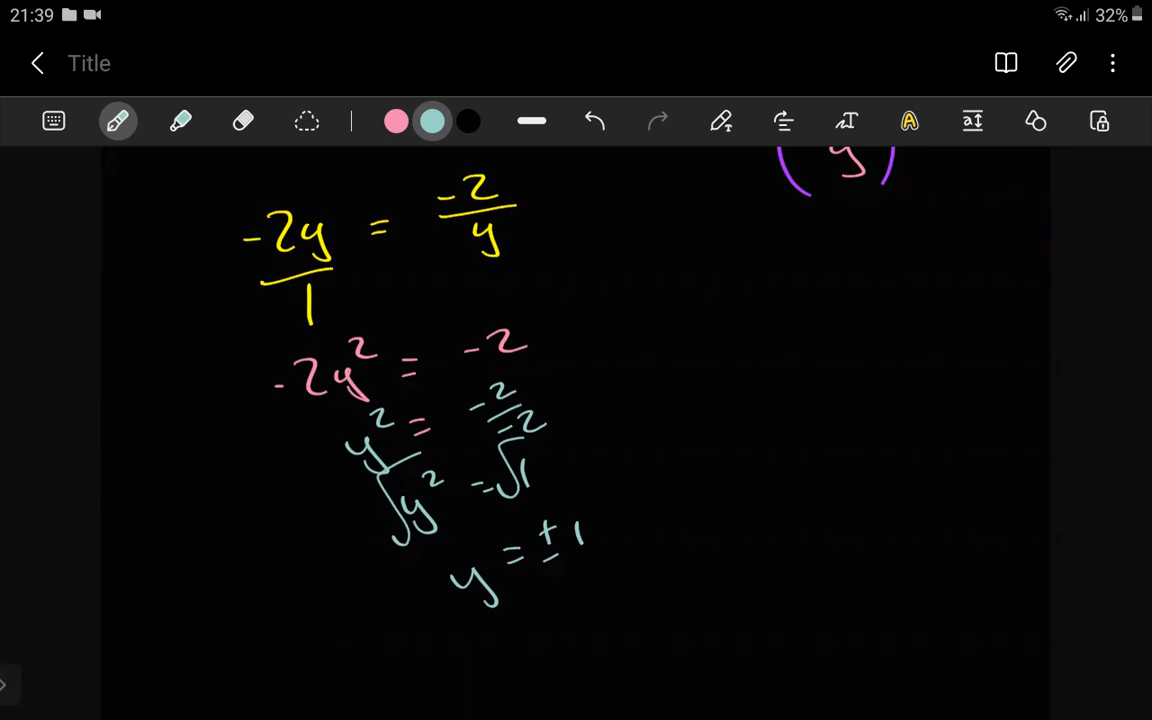 21:39 32%
Title
y
-2y/1 = -2/y
-2y² = -2
y² = -2/-2
√y² = √1
y = ± 1